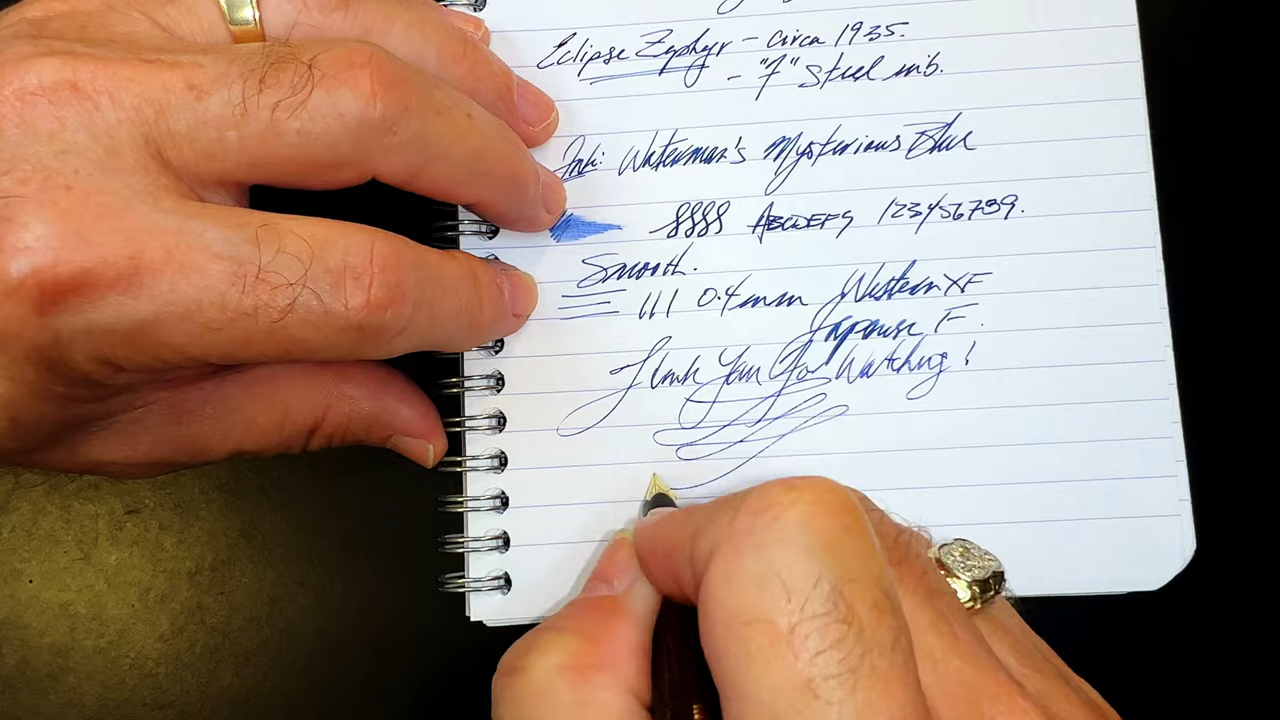 Eclipse Zephyr - circa 1935.
- "7" Steel nib.
Ink: Waterman's Mysterious Blue
ABCDEFG 123456789.
Smooth.
0.4mm Western XF
Japanese F.
Thank You For Watching!